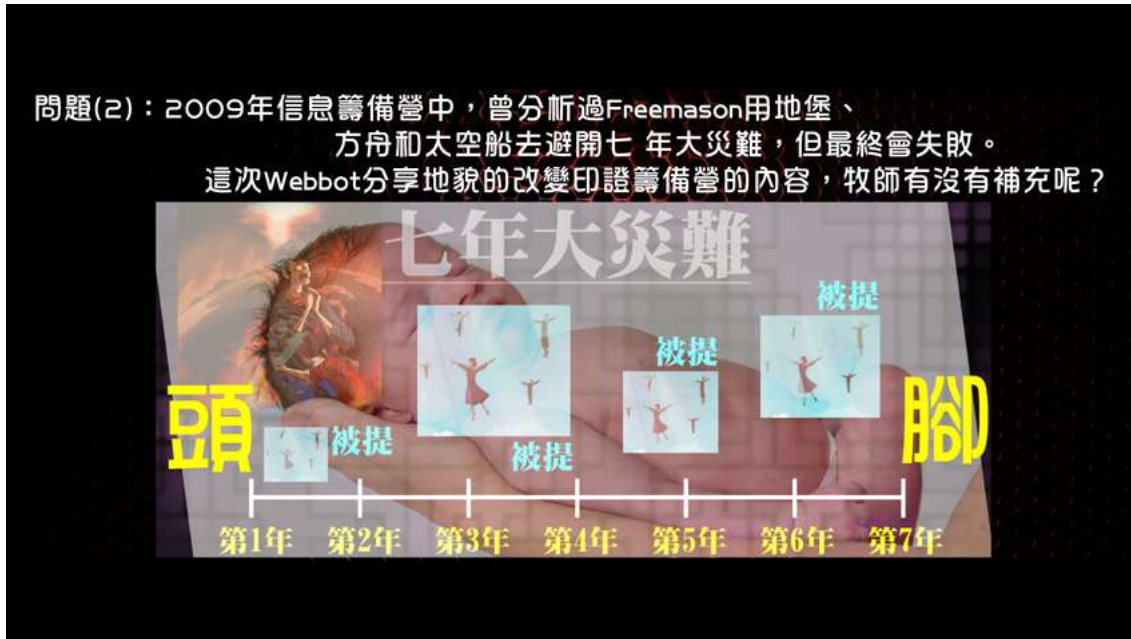 問題(2)：2009年信息籌備營中，曾分析過Freemason用地堡、
方舟和太空船去避開七 年大災難，但最終會失敗。
這次Webbot分享地貌的改變印證籌備營的內容，牧師有沒有補充呢？
七年大災難
被提
被提
頭
腳
被提
被提
第1年 第2年 第3年 第4年 第5年 第6年 第7年